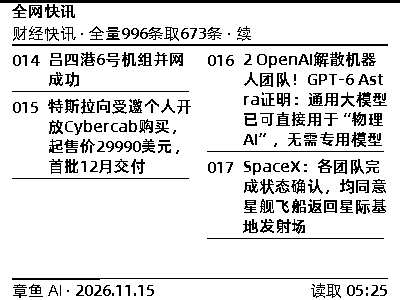 全网快讯
财经快讯 · 全量996条取673条 · 续
014 吕四港6号机组并网
成功
015 特斯拉向受邀个人开
放Cybercab购买，
起售价29990美元，
首批12月交付
016 2 OpenAI解散机器
人团队！GPT-6 Ast
ra证明：通用大模型
已可直接用于“物理
AI”，无需专用模型
017 SpaceX：各团队完
成状态确认，均同意
星舰飞船返回星际基
地发射场
章鱼 AI · 2026.11.15
读取 05:25